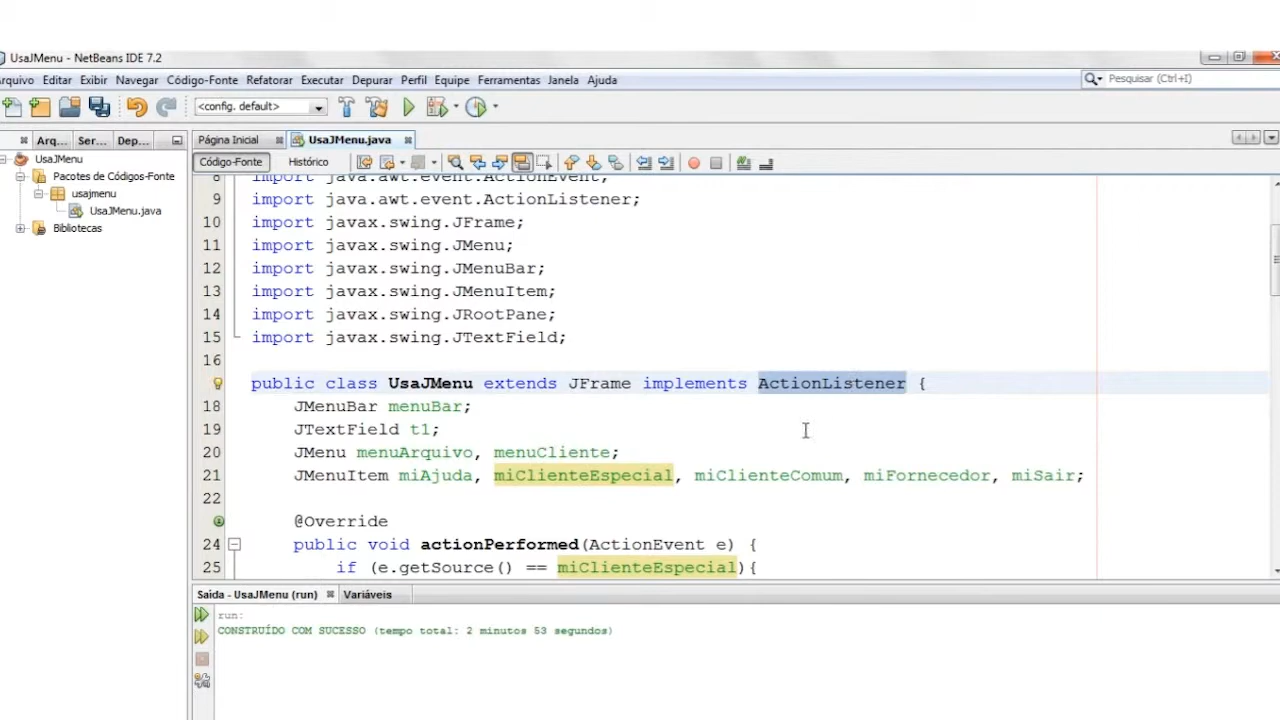 UsaJMenu - NetBeans IDE 7.2
Arquivo Editar Exibir Navegar Código-Fonte Refatorar Executar Depurar Perfil Equipe Ferramentas Janela Ajuda
Pesquisar (Ctrl+I)
<config. default>
Arq... Ser... Dep...
Página Inicial UsaJMenu.java
Código-Fonte Histórico
UsaJMenu
Pacotes de Códigos-Fonte
usajmenu
UsaJMenu.java
Bibliotecas
8 import java.awt.event.ActionEvent;
9 import java.awt.event.ActionListener;
10 import javax.swing.JFrame;
11 import javax.swing.JMenu;
12 import javax.swing.JMenuBar;
13 import javax.swing.JMenuItem;
14 import javax.swing.JRootPane;
15 import javax.swing.JTextField;
16
public class UsaJMenu extends JFrame implements ActionListener {
18 JMenuBar menuBar;
19 JTextField t1;
20 JMenu menuArquivo, menuCliente;
21 JMenuItem miAjuda, miClienteEspecial, miClienteComum, miFornecedor, miSair;
22
@Override
24 public void actionPerformed(ActionEvent e) {
25 if (e.getSource() == miClienteEspecial){
Saída - UsaJMenu (run) Variáveis
run:
CONSTRUÍDO COM SUCESSO (tempo total: 2 minutos 53 segundos)